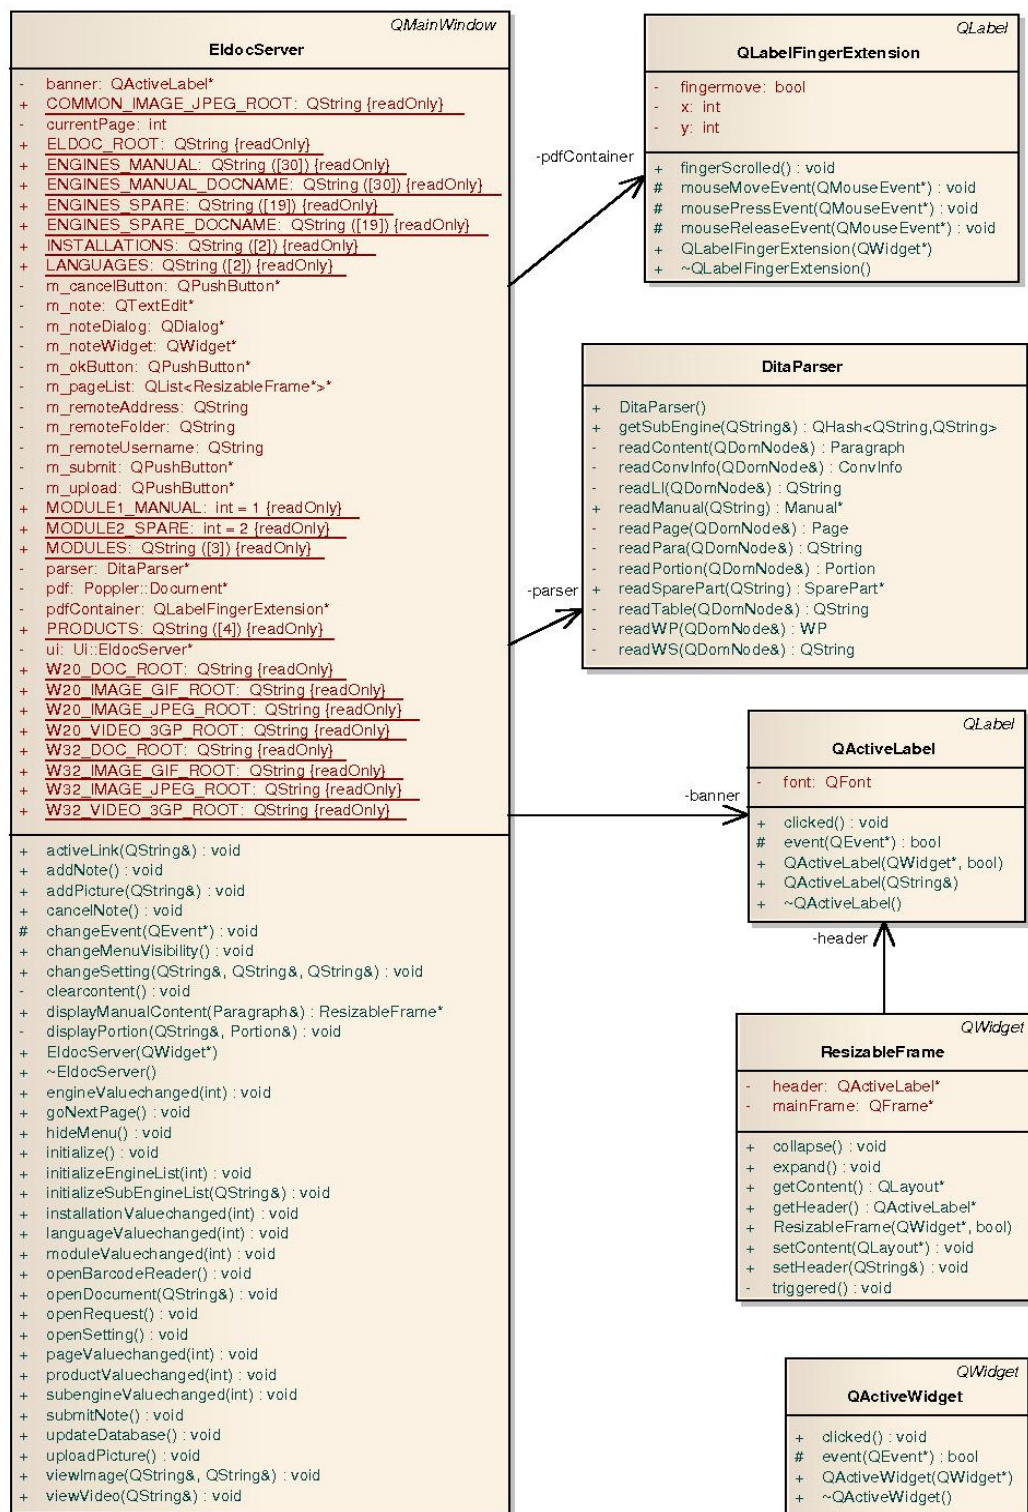 QMainWindow
EldocServer
- banner: QActiveLabel*
+ COMMON_IMAGE_JPEG_ROOT: QString {readOnly}
- currentPage: int
+ ELDOC_ROOT: QString {readOnly}
+ ENGINES_MANUAL: QString ([30]) {readOnly}
+ ENGINES_MANUAL_DOCNAME: QString ([30]) {readOnly}
+ ENGINES_SPARE: QString ([19]) {readOnly}
+ ENGINES_SPARE_DOCNAME: QString ([19]) {readOnly}
+ INSTALLATIONS: QString ([2]) {readOnly}
+ LANGUAGES: QString ([2]) {readOnly}
- m_cancelButton: QPushButton*
- m_note: QTextEdit*
- m_noteDialog: QDialog*
- m_noteWidget: QWidget*
- m_okButton: QPushButton*
- m_pageList: QList<ResizableFrame*>*
- m_remoteAddress: QString
- m_remoteFolder: QString
- m_remoteUsername: QString
- m_submit: QPushButton*
- m_upload: QPushButton*
+ MODULE1_MANUAL: int = 1 {readOnly}
+ MODULE2_SPARE: int = 2 {readOnly}
+ MODULES: QString ([3]) {readOnly}
- parser: DitaParser*
- pdf: Poppler::Document*
- pdfContainer: QLabelFingerExtension*
+ PRODUCTS: QString ([4]) {readOnly}
- ui: Ui::EldocServer*
+ W20_DOC_ROOT: QString {readOnly}
+ W20_IMAGE_GIF_ROOT: QString {readOnly}
+ W20_IMAGE_JPEG_ROOT: QString {readOnly}
+ W20_VIDEO_3GP_ROOT: QString {readOnly}
+ W32_DOC_ROOT: QString {readOnly}
+ W32_IMAGE_GIF_ROOT: QString {readOnly}
+ W32_IMAGE_JPEG_ROOT: QString {readOnly}
+ W32_VIDEO_3GP_ROOT: QString {readOnly}
+ activeLink(QString&) : void
+ addNote() : void
+ addPicture(QString&) : void
+ cancelNote() : void
# changeEvent(QEvent*) : void
+ changeMenuVisibility() : void
+ changeSetting(QString&, QString&, QString&) : void
- clearcontent() : void
+ displayManualContent(Paragraph&) : ResizableFrame*
- displayPortion(QString&, Portion&) : void
+ EldocServer(QWidget*)
+ ~EldocServer()
+ engineValuechanged(int) : void
+ goNextPage() : void
+ hideMenu() : void
+ initialize() : void
+ initializeEngineList(int) : void
+ initializeSubEngineList(QString&) : void
+ installationValuechanged(int) : void
+ languageValuechanged(int) : void
+ moduleValuechanged(int) : void
+ openBarcodeReader() : void
+ openDocument(QString&) : void
+ openRequest() : void
+ openSetting() : void
+ pageValuechanged(int) : void
+ productValuechanged(int) : void
+ subengineValuechanged(int) : void
+ submitNote() : void
+ updateDatabase() : void
+ uploadPicture() : void
+ viewImage(QString&, QString&) : void
+ viewVideo(QString&) : void
-pdfContainer
QLabel
QLabelFingerExtension
- fingermove: bool
- x: int
- y: int
+ fingerScrolled() : void
# mouseMoveEvent(QMouseEvent*) : void
# mousePressEvent(QMouseEvent*) : void
# mouseReleaseEvent(QMouseEvent*) : void
+ QLabelFingerExtension(QWidget*)
+ ~QLabelFingerExtension()
-parser
DitaParser
+ DitaParser()
+ getSubEngine(QString&) : QHash<QString,QString>
- readContent(QDomNode&) : Paragraph
- readConvInfo(QDomNode&) : ConvInfo
- readLI(QDomNode&) : QString
+ readManual(QString) : Manual*
- readPage(QDomNode&) : Page
- readPara(QDomNode&) : QString
- readPortion(QDomNode&) : Portion
+ readSparePart(QString) : SparePart*
- readTable(QDomNode&) : QString
- readWP(QDomNode&) : WP
- readWS(QDomNode&) : QString
-banner
QLabel
QActiveLabel
- font: QFont
+ clicked() : void
# event(QEvent*) : bool
+ QActiveLabel(QWidget*, bool)
+ QActiveLabel(QString&)
+ ~QActiveLabel()
-header
QWidget
ResizableFrame
- header: QActiveLabel*
- mainFrame: QFrame*
+ collapse() : void
+ expand() : void
+ getContent() : QLayout*
+ getHeader() : QActiveLabel*
+ ResizableFrame(QWidget*, bool)
+ setContent(QLayout*) : void
+ setHeader(QString&) : void
- triggered() : void
QWidget
QActiveWidget
+ clicked() : void
# event(QEvent*) : bool
+ QActiveWidget(QWidget*)
+ ~QActiveWidget()